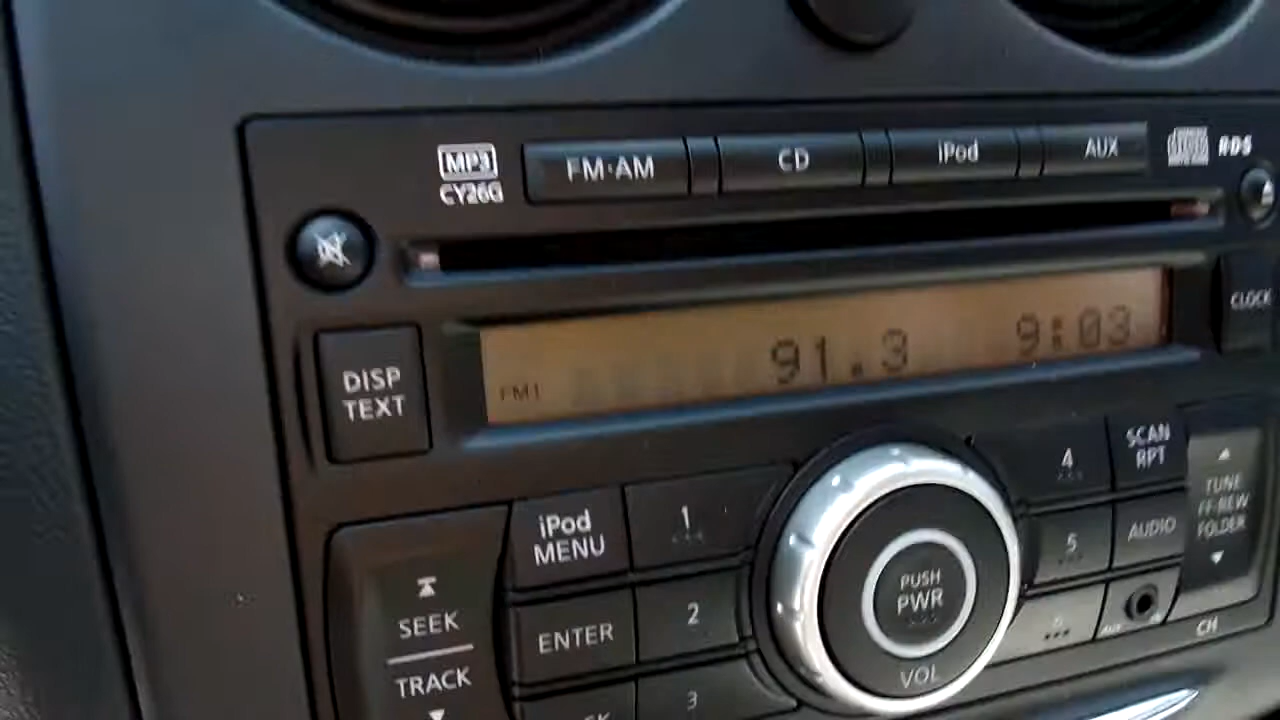 MP3
CY26G
FM·AM
CD
iPod
AUX
RDS
CLOCK
DISP
TEXT
FM1
91.3
9:03
iPod
MENU
1
4
SCAN
RPT
TUNE
FF·REW
FOLDER
SEEK
TRACK
ENTER
2
PUSH
PWR
VOL
5
AUDIO
AUX
CH
3